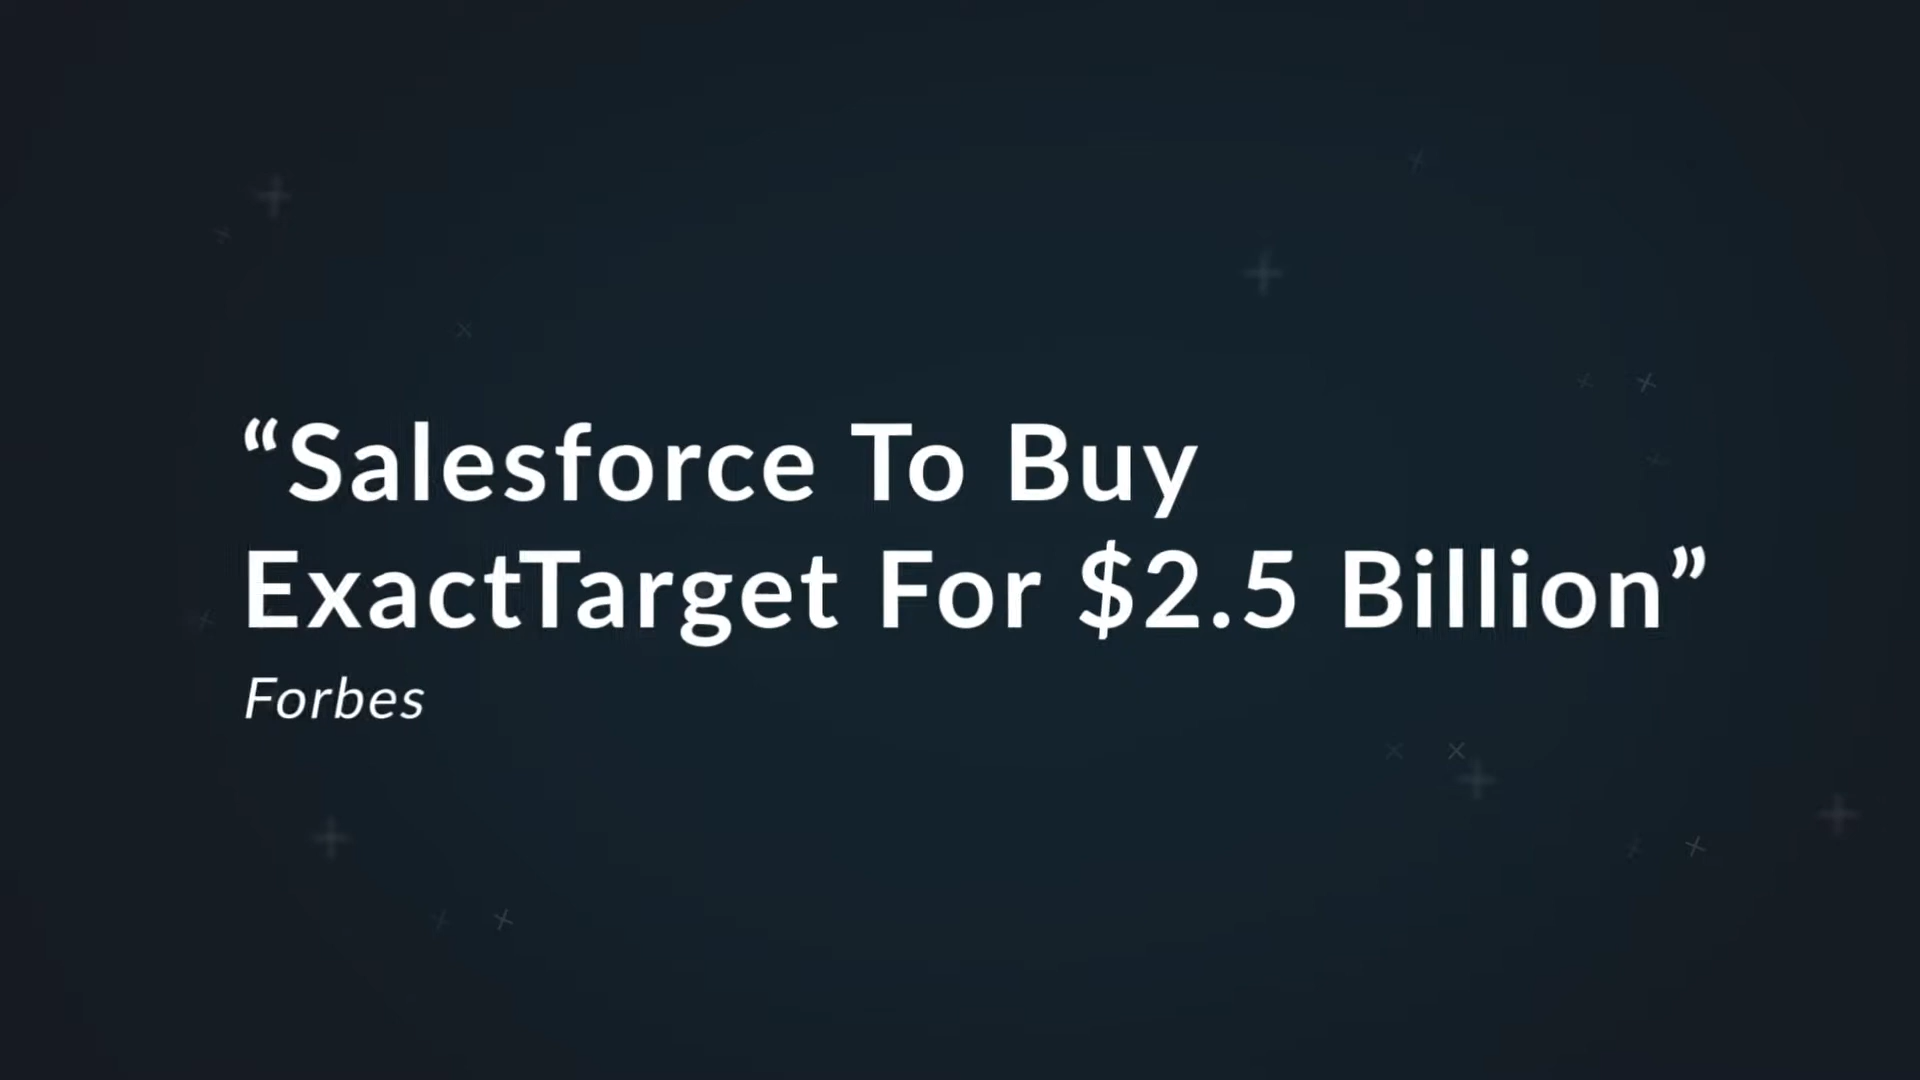 “Salesforce To Buy
ExactTarget For $2.5 Billion”
Forbes